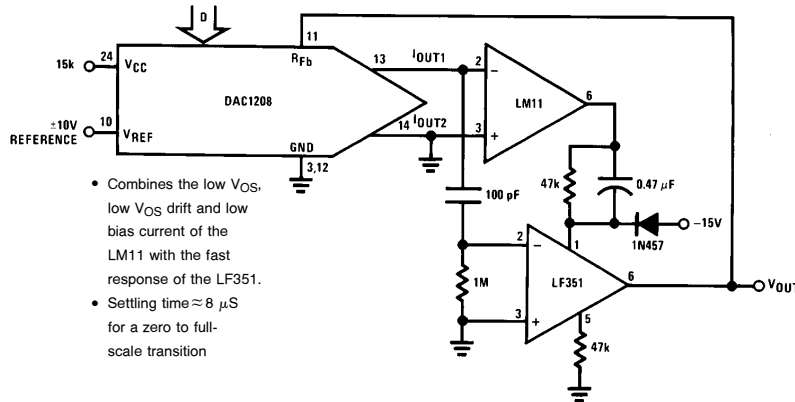 D
11
R_Fb
24
15k
V_CC
13
I_OUT1
2
−
6
LM11
DAC1208
±10V
REFERENCE
10
V_REF
14
I_OUT2
3
+
GND
3,12
47k
0.47 μF
100 pF
−15V
1N457
1
2
−
1M
LF351
6
V_OUT
3
+
5
47k
• Combines the low V_OS,
low V_OS drift and low
bias current of the
LM11 with the fast
response of the LF351.
• Settling time ≈ 8 μS
for a zero to full-
scale transition